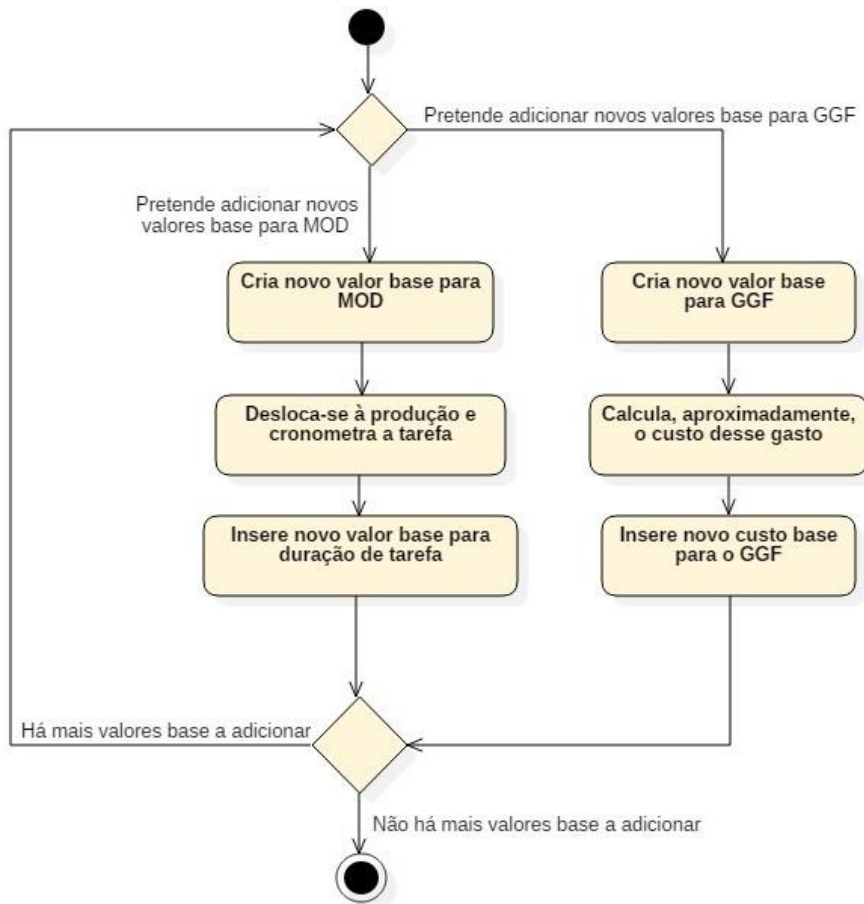 Pretende adicionar novos valores base para GGF
Pretende adicionar novos
valores base para MOD
Cria novo valor base para
MOD
Cria novo valor base
para GGF
Desloca-se à produção e
cronometra a tarefa
Calcula, aproximadamente,
o custo desse gasto
Insere novo valor base para
duração de tarefa
Insere novo custo base
para o GGF
Há mais valores base a adicionar
Não há mais valores base a adicionar